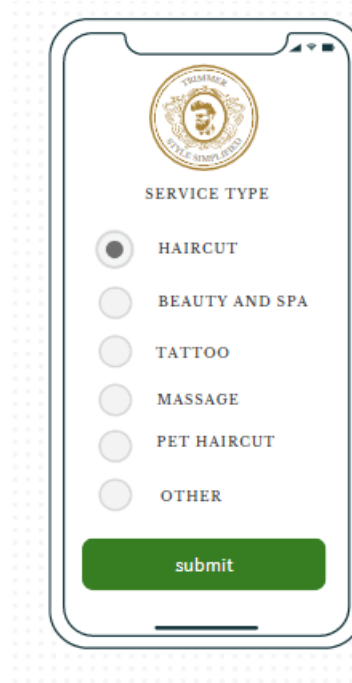 TRIMMER
STYLE SIMPLIFIED
SERVICE TYPE
HAIRCUT
BEAUTY AND SPA
TATTOO
MASSAGE
PET HAIRCUT
OTHER
submit